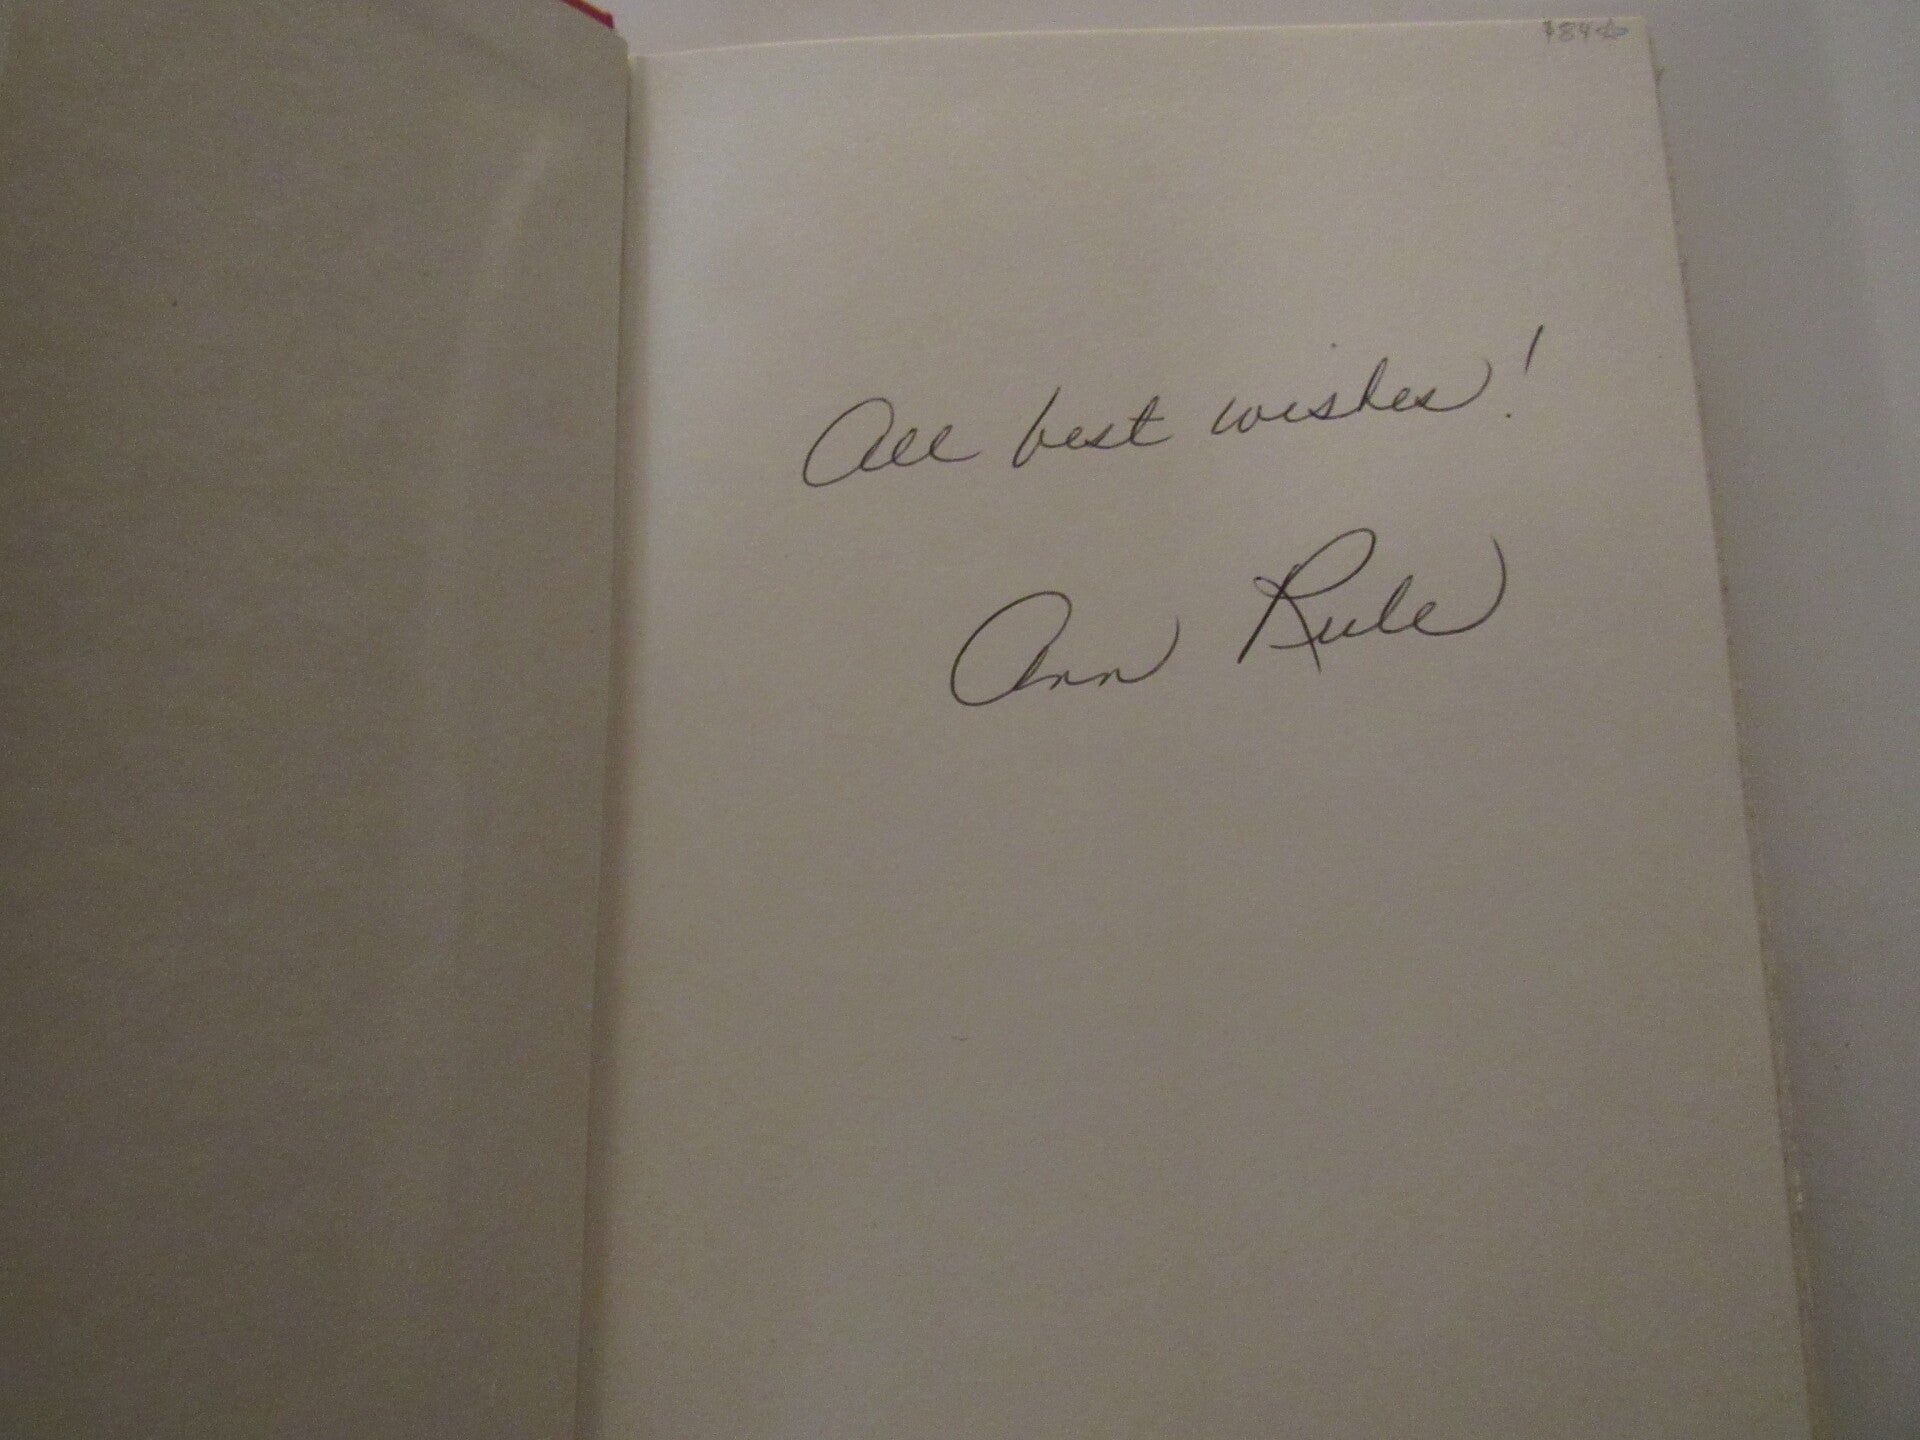 All best wishes!
Ann Rule